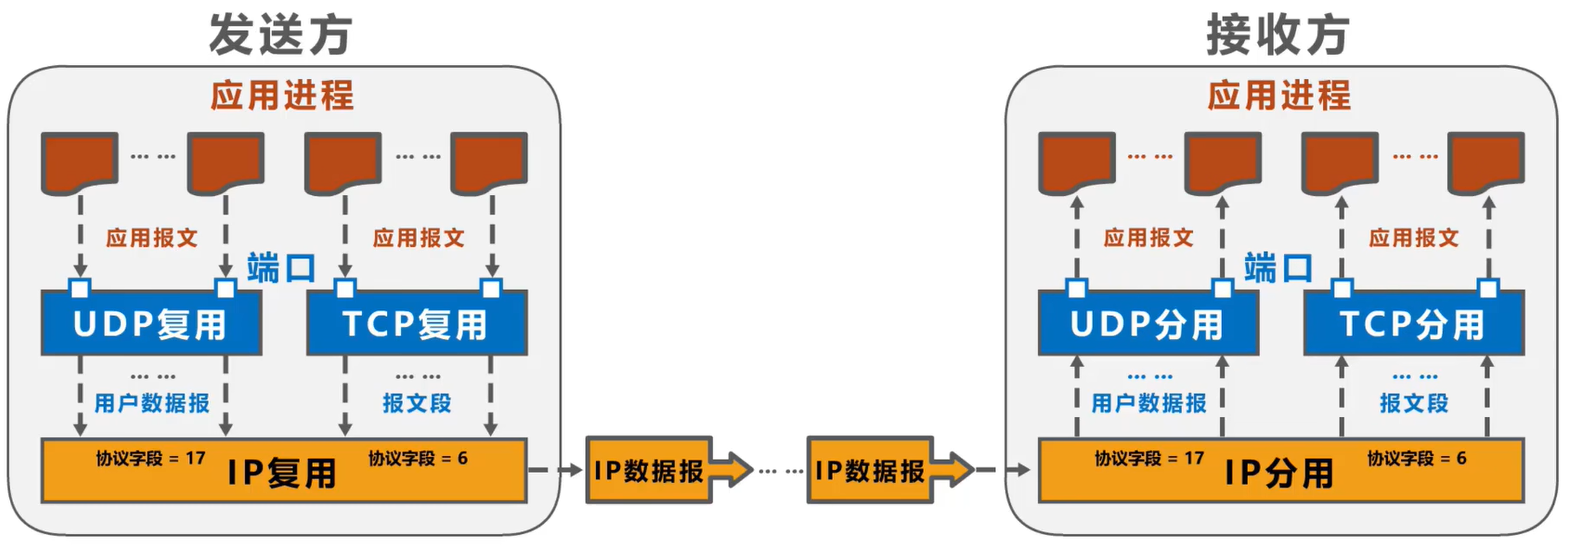 发送方
应用进程
... ...
... ...
应用报文
应用报文
端口
UDP复用
TCP复用
... ...
... ...
用户数据报
报文段
协议字段 = 17
协议字段 = 6
IP复用
IP数据报
... ...
IP数据报
接收方
应用进程
... ...
... ...
应用报文
应用报文
端口
UDP分用
TCP分用
... ...
... ...
用户数据报
报文段
协议字段 = 17
协议字段 = 6
IP分用